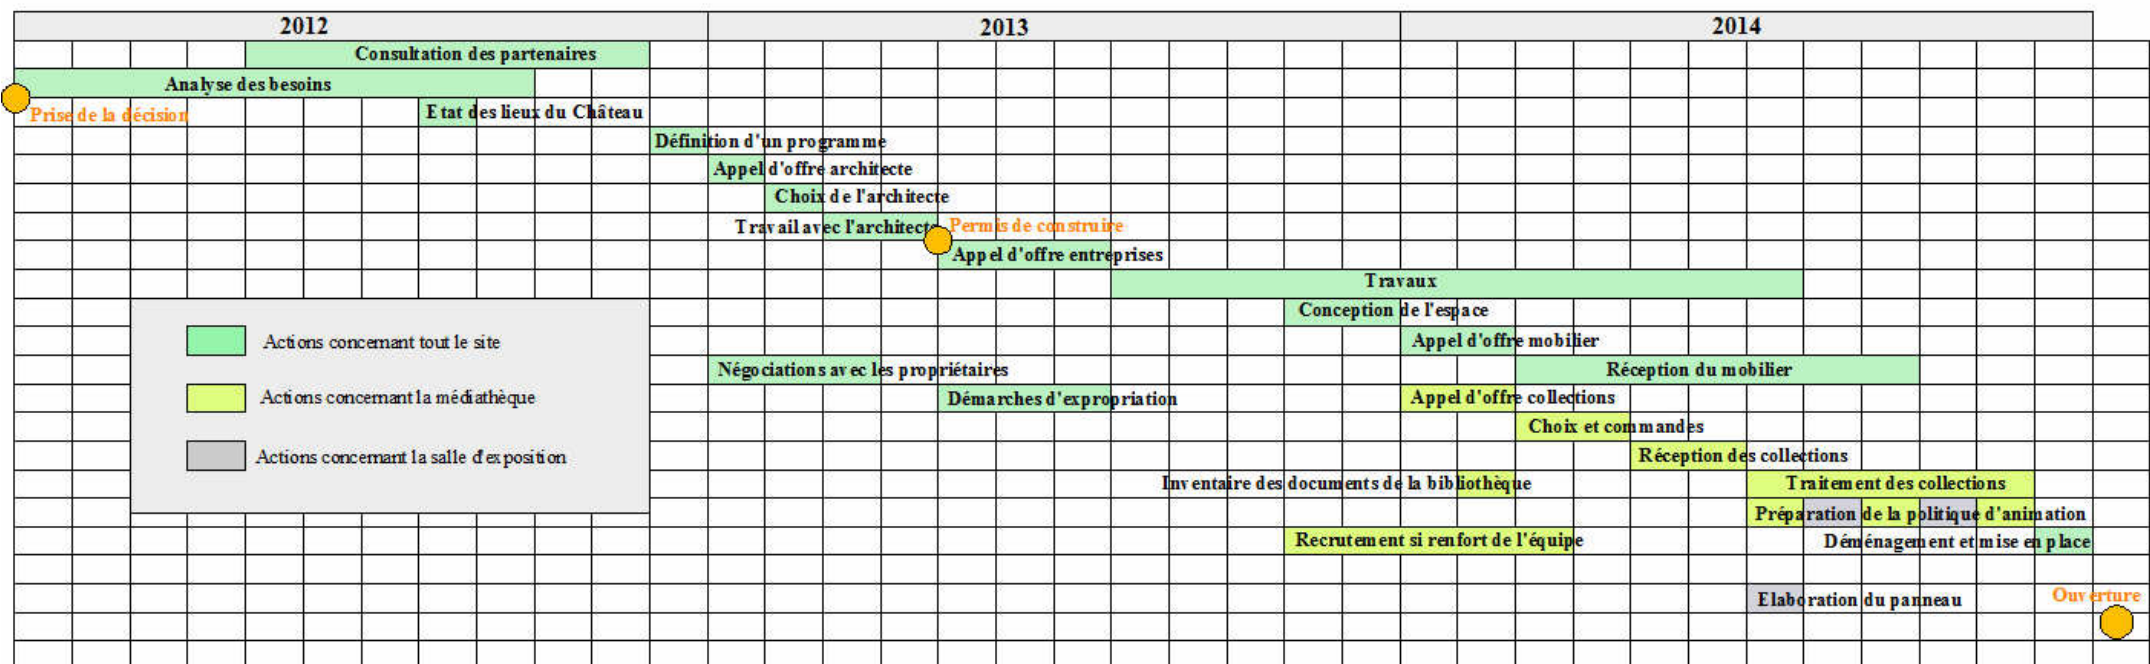 2012 2013 2014
Consultation des partenaires
Analyse des besoins
Prise de la décision
Etat des lieux du Château
Définition d'un programme
Appel d'offre architecte
Choix de l'architecte
Travail avec l'architecte
Permis de construire
Appel d'offre entreprises
Travaux
Conception de l'espace
Appel d'offre mobilier
Négociations avec les propriétaires
Réception du mobilier
Démarches d'expropriation
Appel d'offre collections
Choix et commandes
Réception des collections
Inventaire des documents de la bibliothèque
Traitement des collections
Préparation de la politique d'animation
Recrutement si renfort de l'équipe
Déménagement et mise en place
Elaboration du panneau
Ouverture
Actions concernant tout le site
Actions concernant la médiathèque
Actions concernant la salle d'exposition